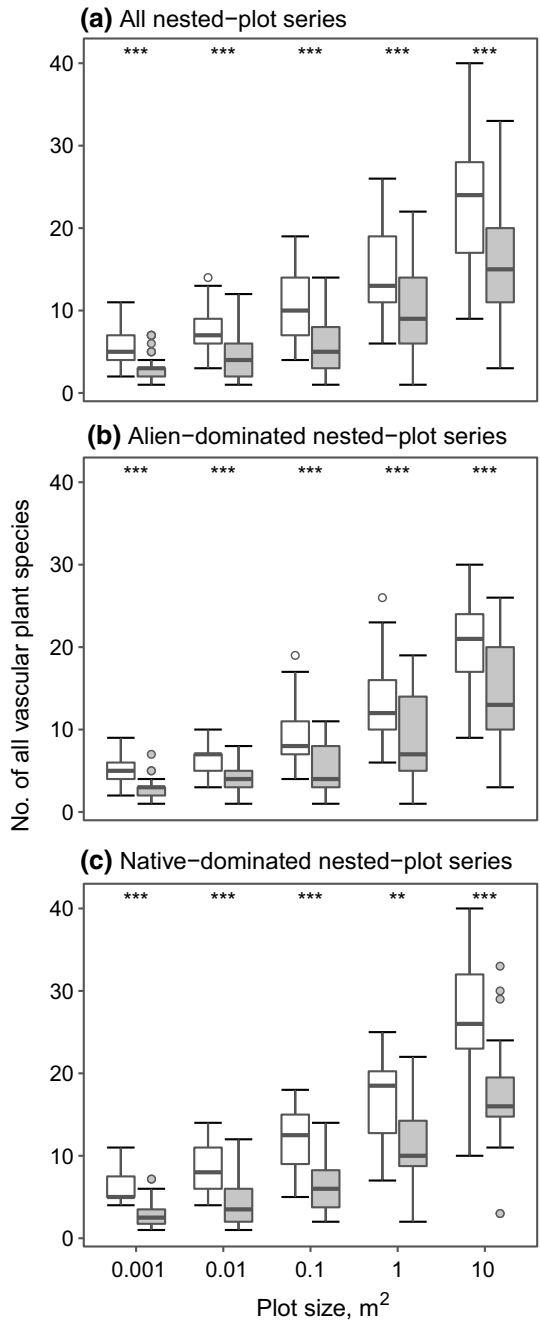 (a) All nested−plot series
*** *** *** *** ***
40
30
20
10
0
(b) Alien−dominated nested−plot series
*** *** *** *** ***
40
30
20
10
0
No. of all vascular plant species
(c) Native−dominated nested−plot series
*** *** *** ** ***
40
30
20
10
0
0.001 0.01 0.1 1 10
Plot size, m²